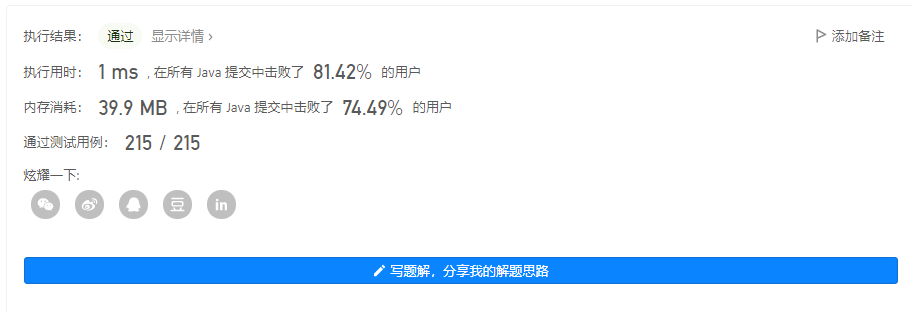 执行结果： 通过 显示详情 › 添加备注
执行用时： 1 ms , 在所有 Java 提交中击败了 81.42% 的用户
内存消耗： 39.9 MB , 在所有 Java 提交中击败了 74.49% 的用户
通过测试用例： 215 / 215
炫耀一下:
豆 in
写题解，分享我的解题思路